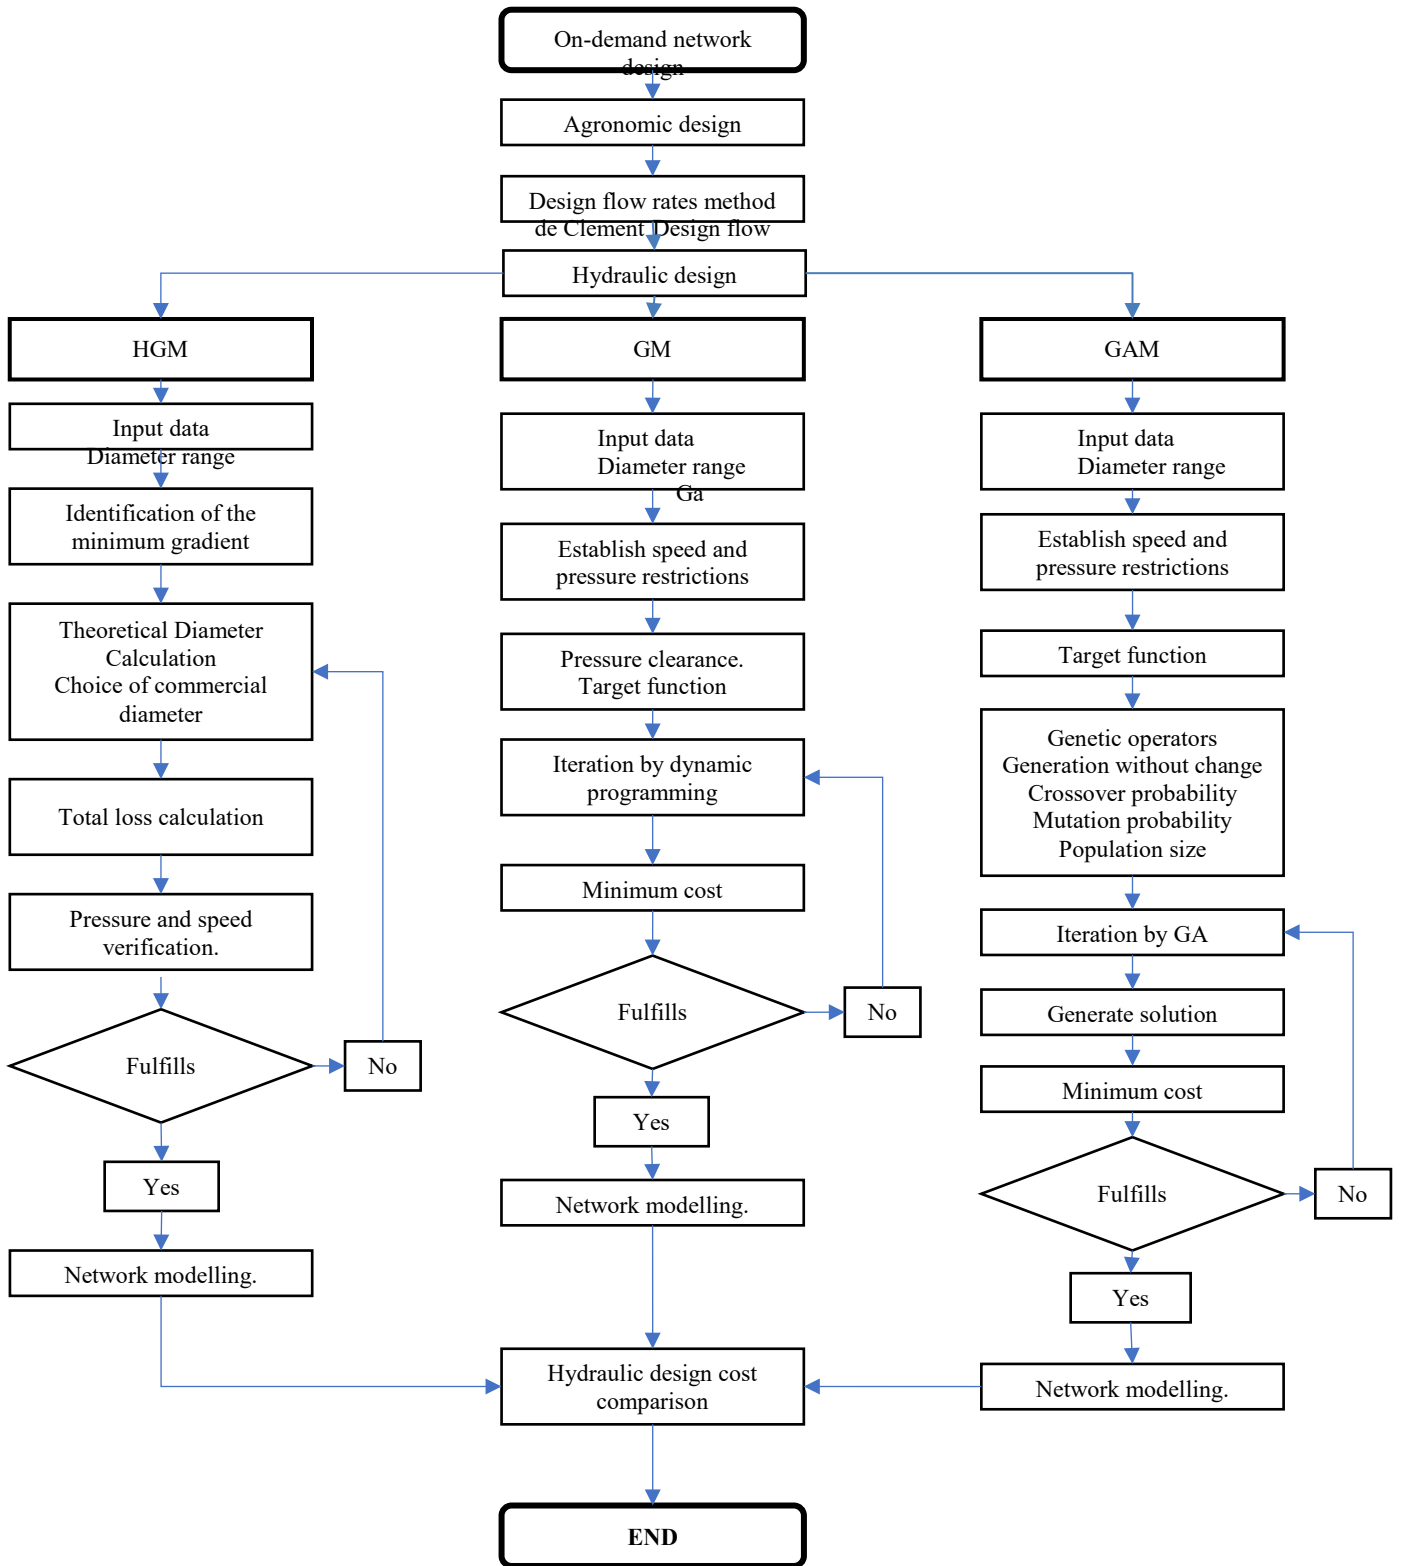 On-demand network
design
Agronomic design
Design flow rates method
de Clement Design flow
Hydraulic design
HGM
Input data
Diameter range
Identification of the
minimum gradient
Theoretical Diameter
Calculation
Choice of commercial
diameter
Total loss calculation
Pressure and speed
verification.
Fulfills
No
Yes
Network modelling.
GM
Input data
Diameter range
Ga
Establish speed and
pressure restrictions
Pressure clearance.
Target function
Iteration by dynamic
programming
Minimum cost
Fulfills
No
Yes
Network modelling.
GAM
Input data
Diameter range
Establish speed and
pressure restrictions
Target function
Genetic operators
Generation without change
Crossover probability
Mutation probability
Population size
Iteration by GA
Generate solution
Minimum cost
Fulfills
No
Yes
Network modelling.
Hydraulic design cost
comparison
END